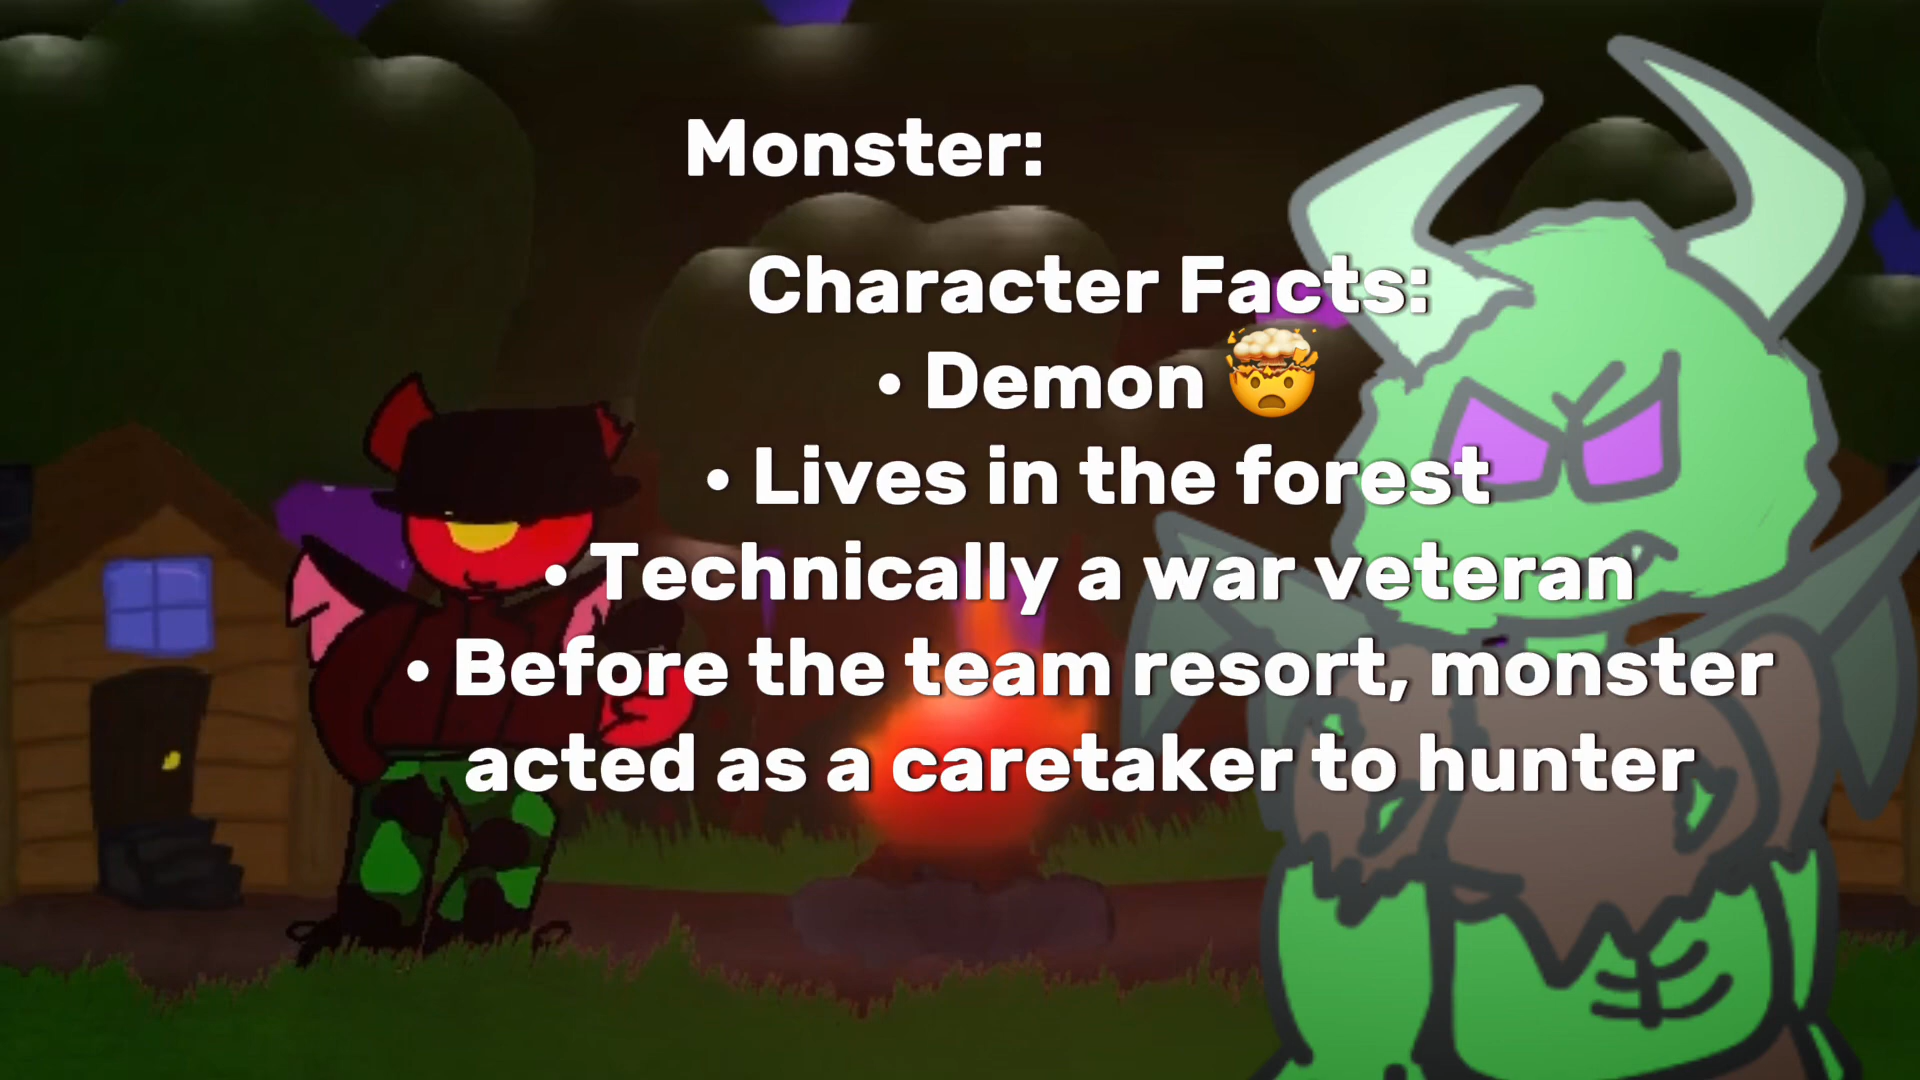 Monster:
Character Facts:
• Demon 🤯
• Lives in the forest
• Technically a war veteran
• Before the team resort, monster
acted as a caretaker to hunter